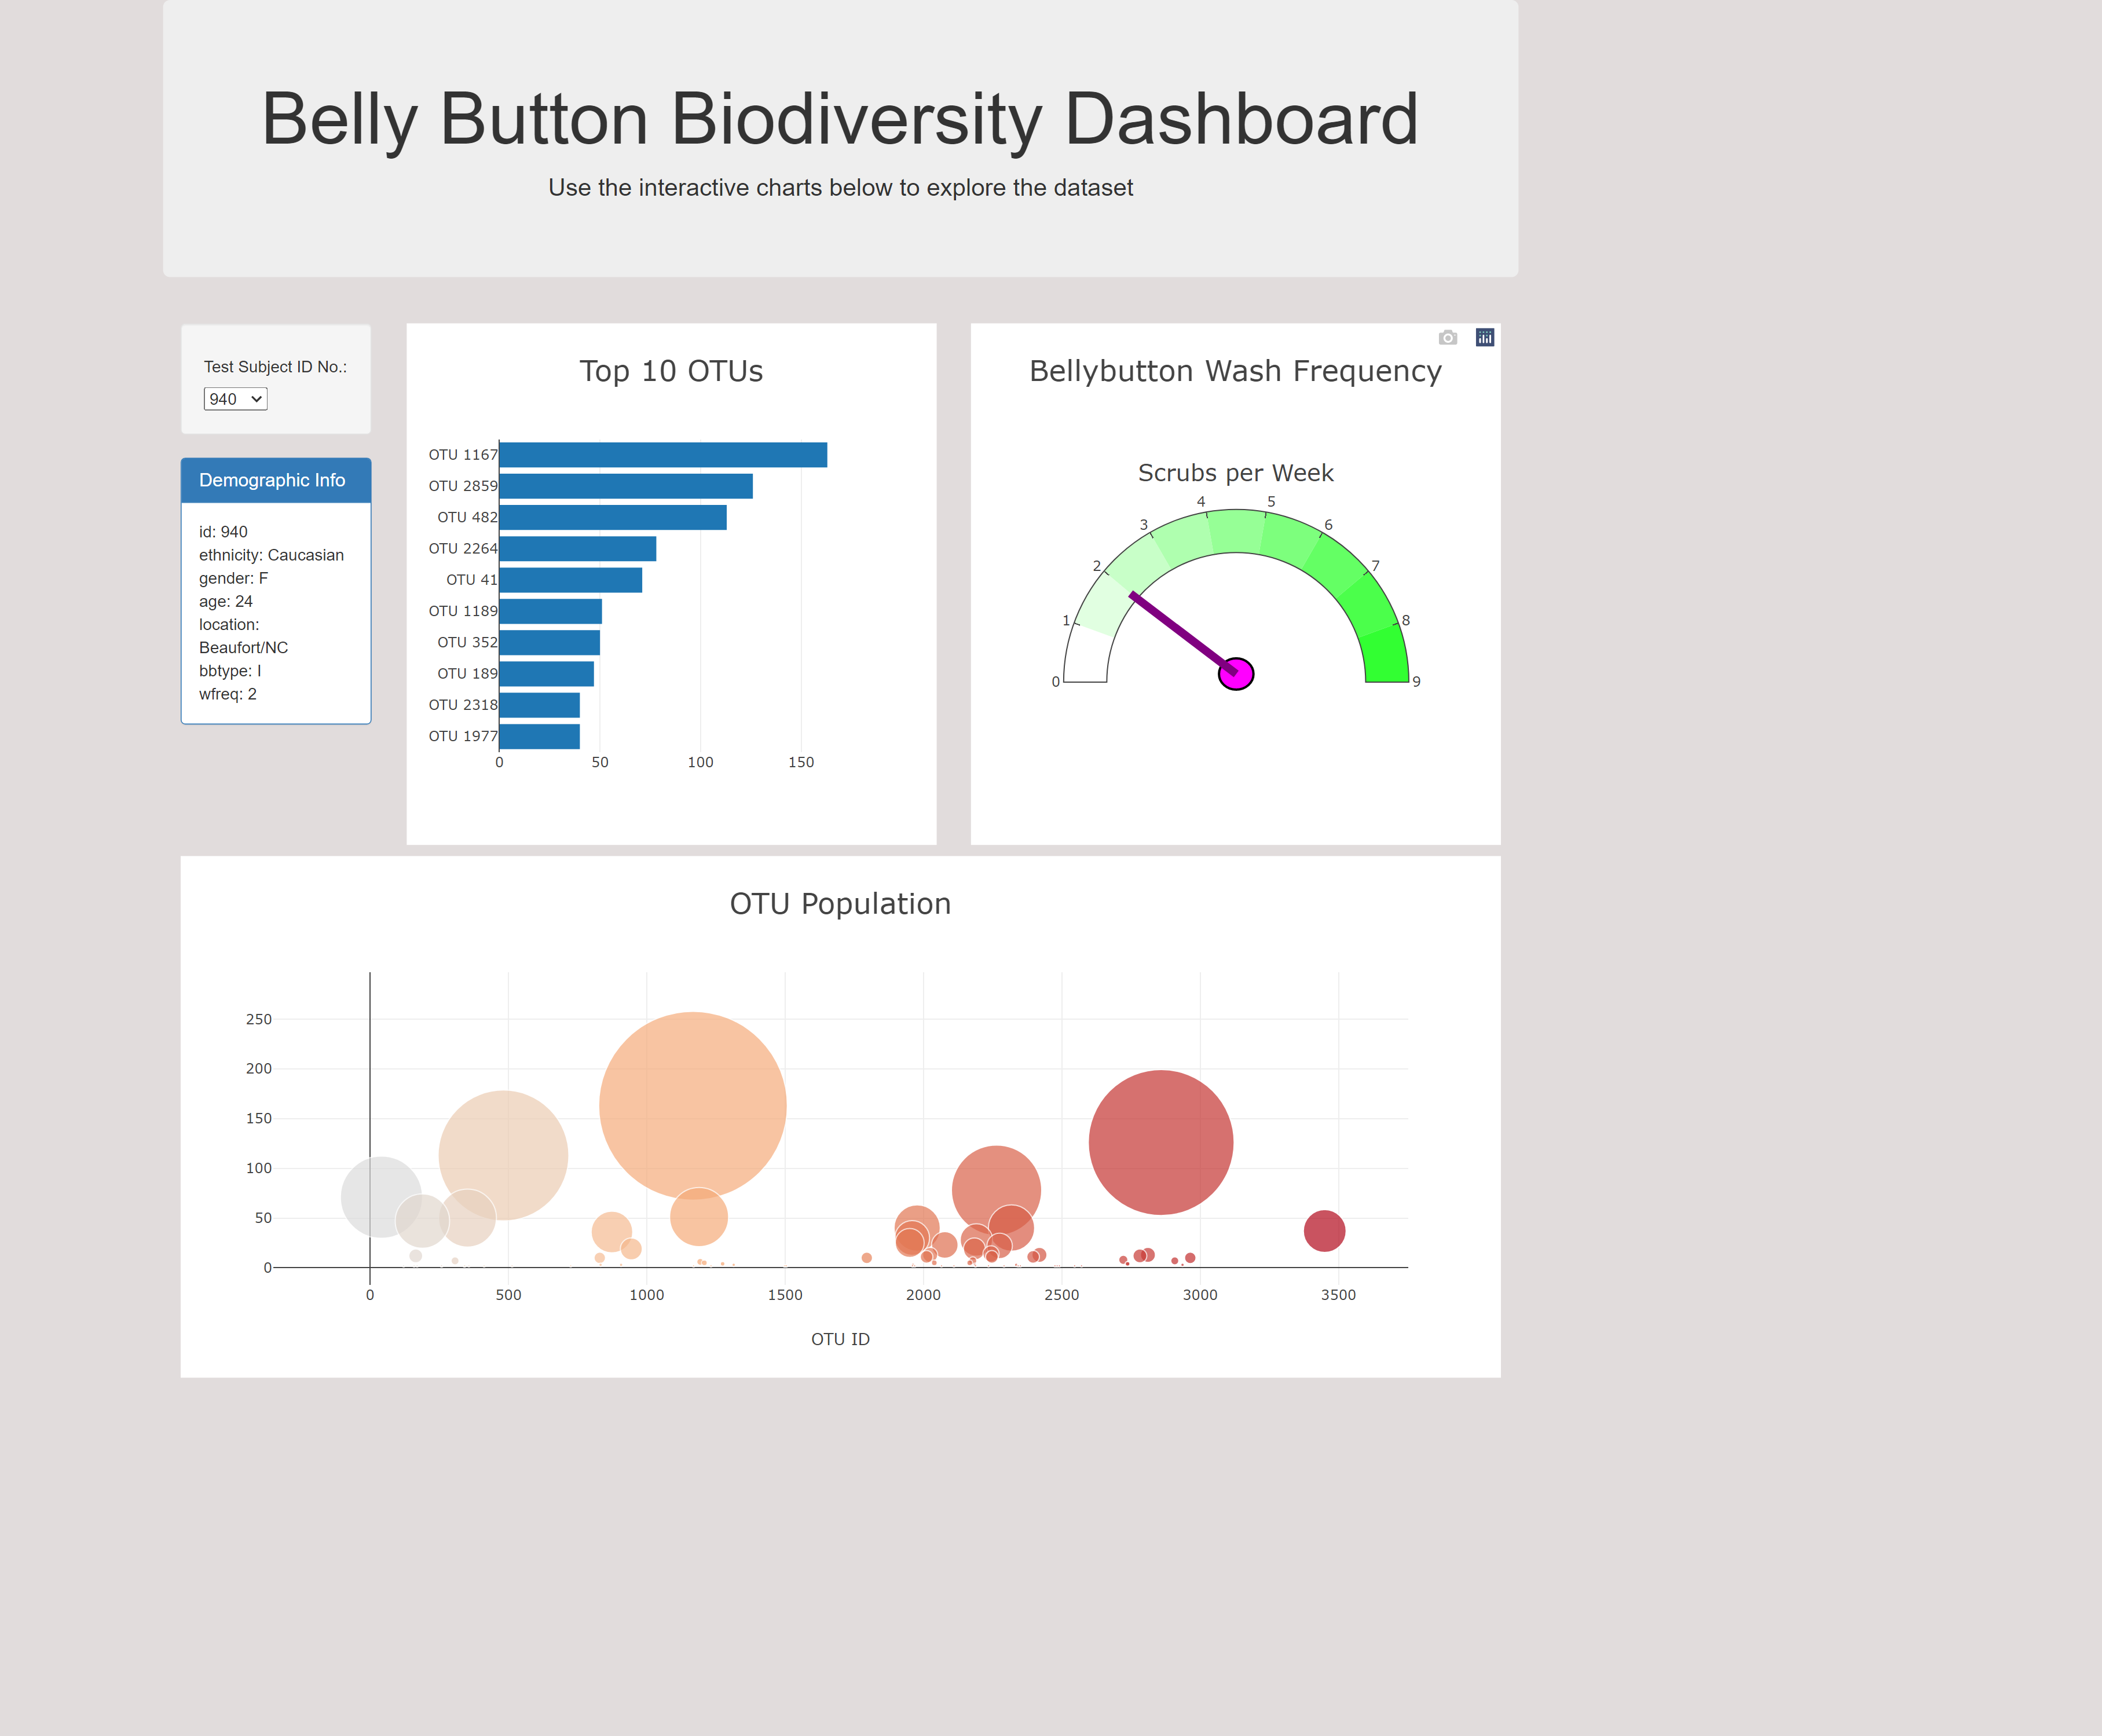 Belly Button Biodiversity Dashboard
Use the interactive charts below to explore the dataset
Test Subject ID No.:
940
Demographic Info
id: 940
ethnicity: Caucasian
gender: F
age: 24
location:
Beaufort/NC
bbtype: I
wfreq: 2
Top 10 OTUs
OTU 1167
OTU 2859
OTU 482
OTU 2264
OTU 41
OTU 1189
OTU 352
OTU 189
OTU 2318
OTU 1977
0 50 100 150
Bellybutton Wash Frequency
Scrubs per Week
0 1 2 3 4 5 6 7 8 9
OTU Population
250
200
150
100
50
0
0 500 1000 1500 2000 2500 3000 3500
OTU ID